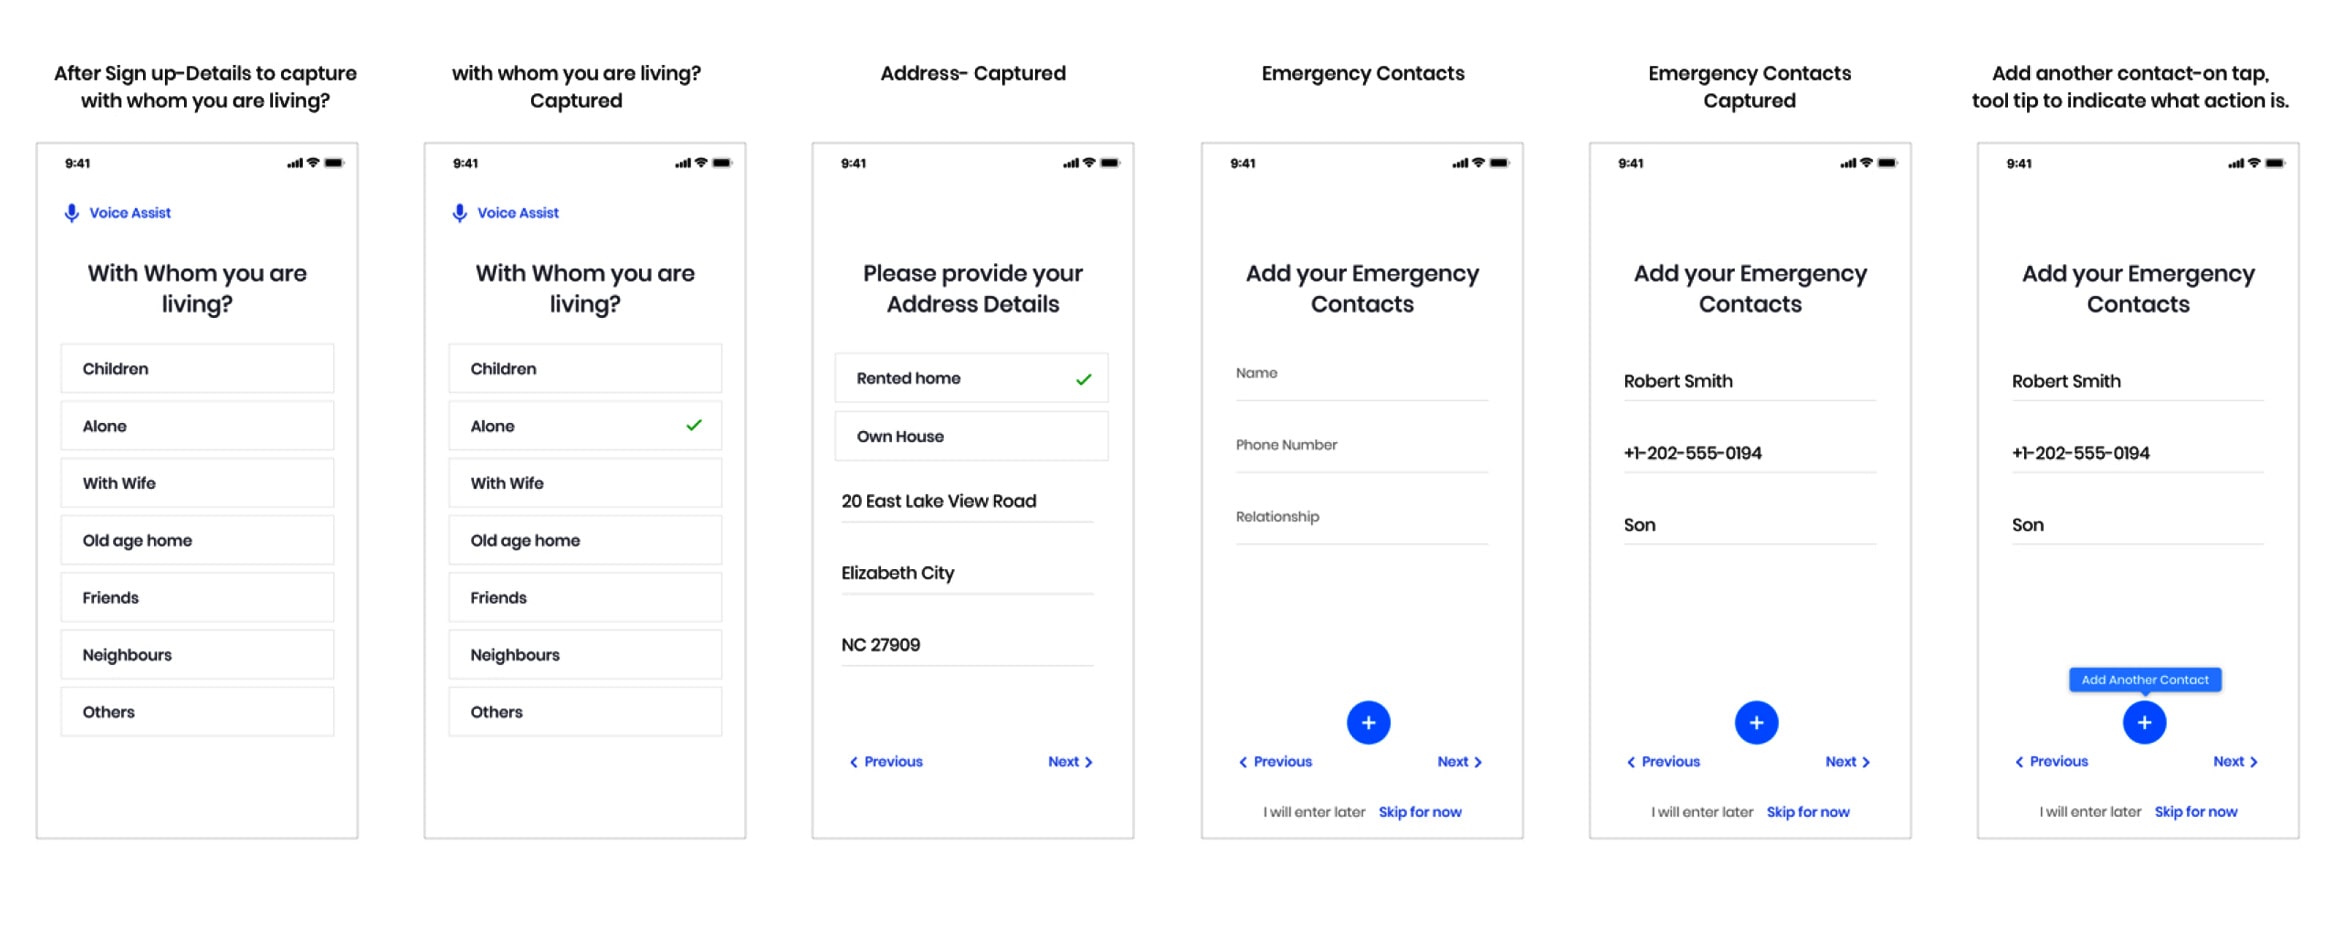 After Sign up-Details to capture
with whom you are living?
9:41
Voice Assist
With Whom you are
living?
Children
Alone
With Wife
Old age home
Friends
Neighbours
Others
with whom you are living?
Captured
9:41
Voice Assist
With Whom you are
living?
Children
Alone
With Wife
Old age home
Friends
Neighbours
Others
Address- Captured
9:41
Please provide your
Address Details
Rented home
Own House
20 East Lake View Road
Elizabeth City
NC 27909
Previous Next
Emergency Contacts
9:41
Add your Emergency
Contacts
Name
Phone Number
Relationship
+
Previous Next
I will enter later Skip for now
Emergency Contacts
Captured
9:41
Add your Emergency
Contacts
Robert Smith
+1-202-555-0194
Son
+
Previous Next
I will enter later Skip for now
Add another contact-on tap,
tool tip to indicate what action is.
9:41
Add your Emergency
Contacts
Robert Smith
+1-202-555-0194
Son
Add Another Contact
+
Previous Next
I will enter later Skip for now